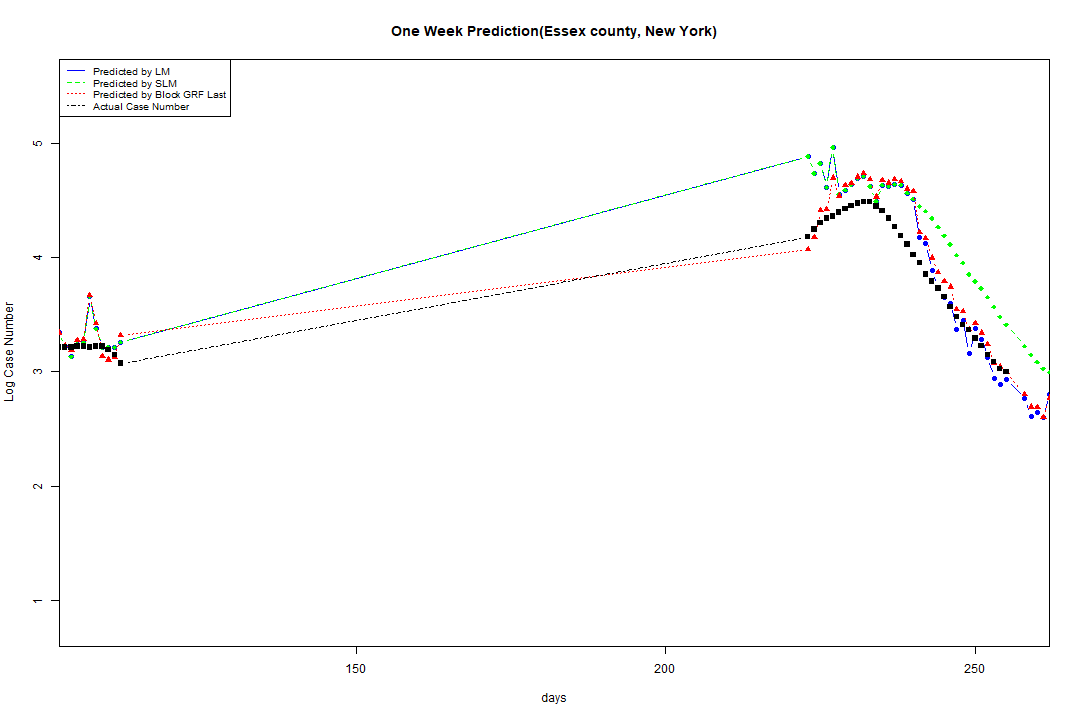 One Week Prediction(Essex county, New York)
Predicted by LM
Predicted by SLM
Predicted by Block GRF Last
Actual Case Number
5
4
3
2
1
Log Case Number
150
200
250
days